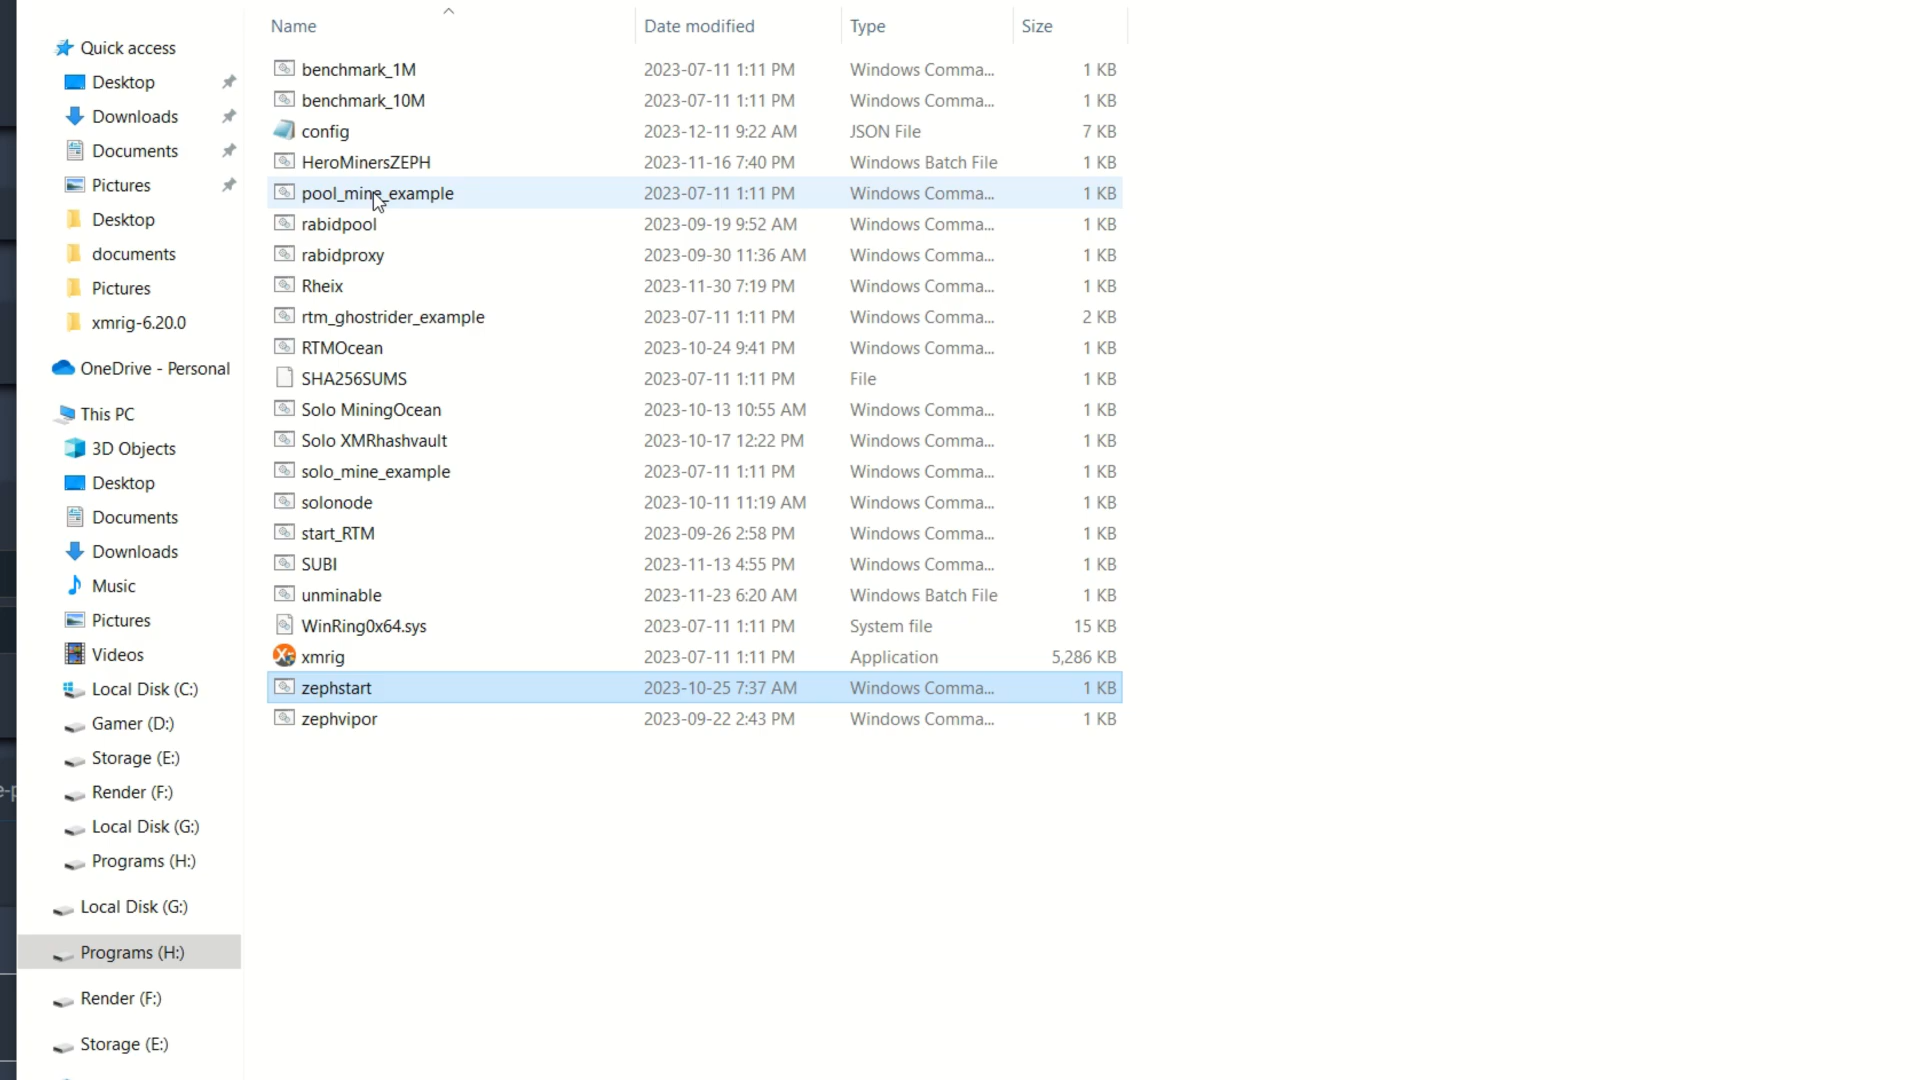 Name Date modified Type Size
Quick access
Desktop
Downloads
Documents
Pictures
Desktop
documents
Pictures
xmrig-6.20.0
OneDrive - Personal
This PC
3D Objects
Desktop
Documents
Downloads
Music
Pictures
Videos
Local Disk (C:)
Gamer (D:)
Storage (E:)
Render (F:)
Local Disk (G:)
Programs (H:)
Local Disk (G:)
Programs (H:)
Render (F:)
Storage (E:)
benchmark_1M 2023-07-11 1:11 PM Windows Comma... 1 KB
benchmark_10M 2023-07-11 1:11 PM Windows Comma... 1 KB
config 2023-12-11 9:22 AM JSON File 7 KB
HeroMinersZEPH 2023-11-16 7:40 PM Windows Batch File 1 KB
pool_mine_example 2023-07-11 1:11 PM Windows Comma... 1 KB
rabidpool 2023-09-19 9:52 AM Windows Comma... 1 KB
rabidproxy 2023-09-30 11:36 AM Windows Comma... 1 KB
Rheix 2023-11-30 7:19 PM Windows Comma... 1 KB
rtm_ghostrider_example 2023-07-11 1:11 PM Windows Comma... 2 KB
RTMOcean 2023-10-24 9:41 PM Windows Comma... 1 KB
SHA256SUMS 2023-07-11 1:11 PM File 1 KB
Solo MiningOcean 2023-10-13 10:55 AM Windows Comma... 1 KB
Solo XMRhashvault 2023-10-17 12:22 PM Windows Comma... 1 KB
solo_mine_example 2023-07-11 1:11 PM Windows Comma... 1 KB
solonode 2023-10-11 11:19 AM Windows Comma... 1 KB
start_RTM 2023-09-26 2:58 PM Windows Comma... 1 KB
SUBI 2023-11-13 4:55 PM Windows Comma... 1 KB
unminable 2023-11-23 6:20 AM Windows Batch File 1 KB
WinRing0x64.sys 2023-07-11 1:11 PM System file 15 KB
xmrig 2023-07-11 1:11 PM Application 5,286 KB
zephstart 2023-10-25 7:37 AM Windows Comma... 1 KB
zephvipor 2023-09-22 2:43 PM Windows Comma... 1 KB